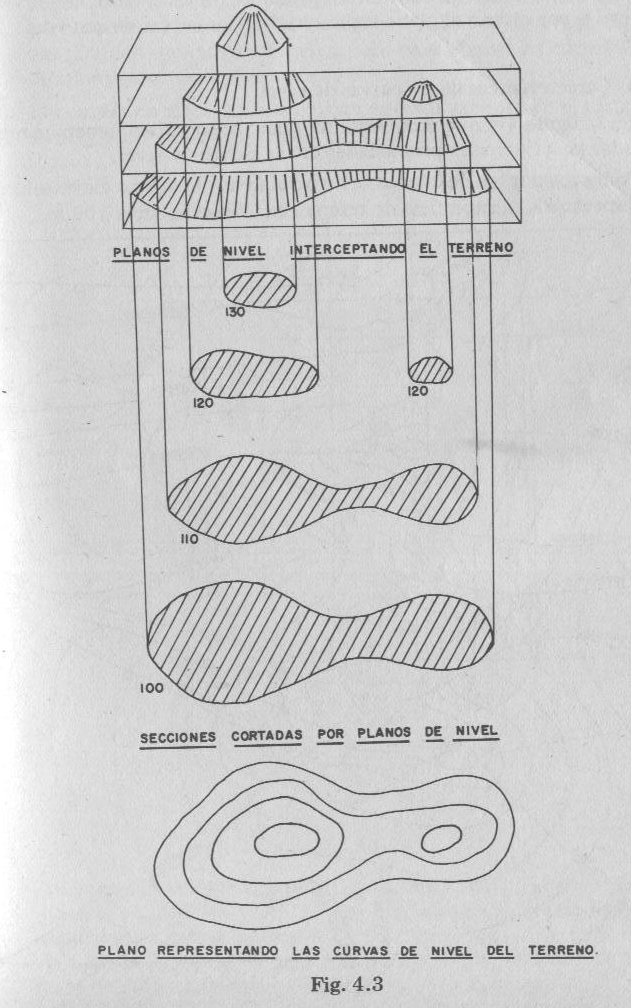 PLANOS DE NIVEL INTERCEPTANDO EL TERRENO
130
120 120
110
100
SECCIONES CORTADAS POR PLANOS DE NIVEL
PLANO REPRESENTANDO LAS CURVAS DE NIVEL DEL TERRENO.
Fig. 4.3